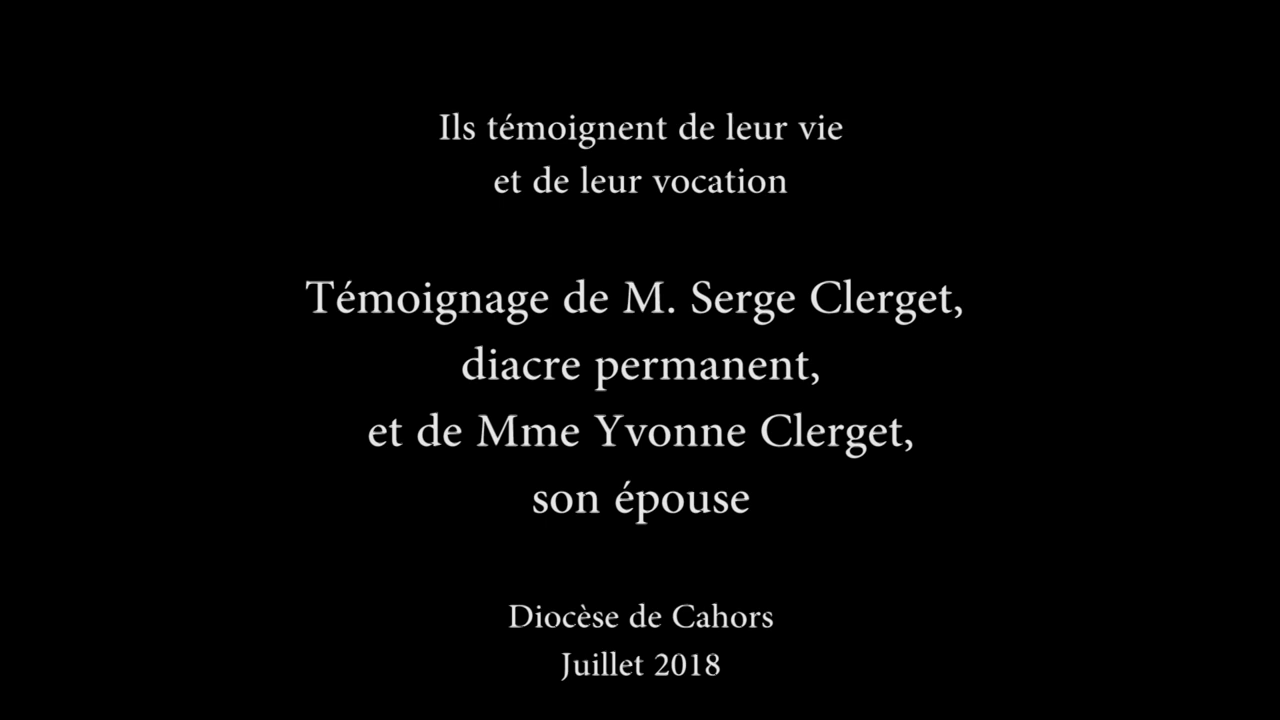 Ils témoignent de leur vie
et de leur vocation
Témoignage de M. Serge Clerget,
diacre permanent,
et de Mme Yvonne Clerget,
son épouse
Diocèse de Cahors
Juillet 2018